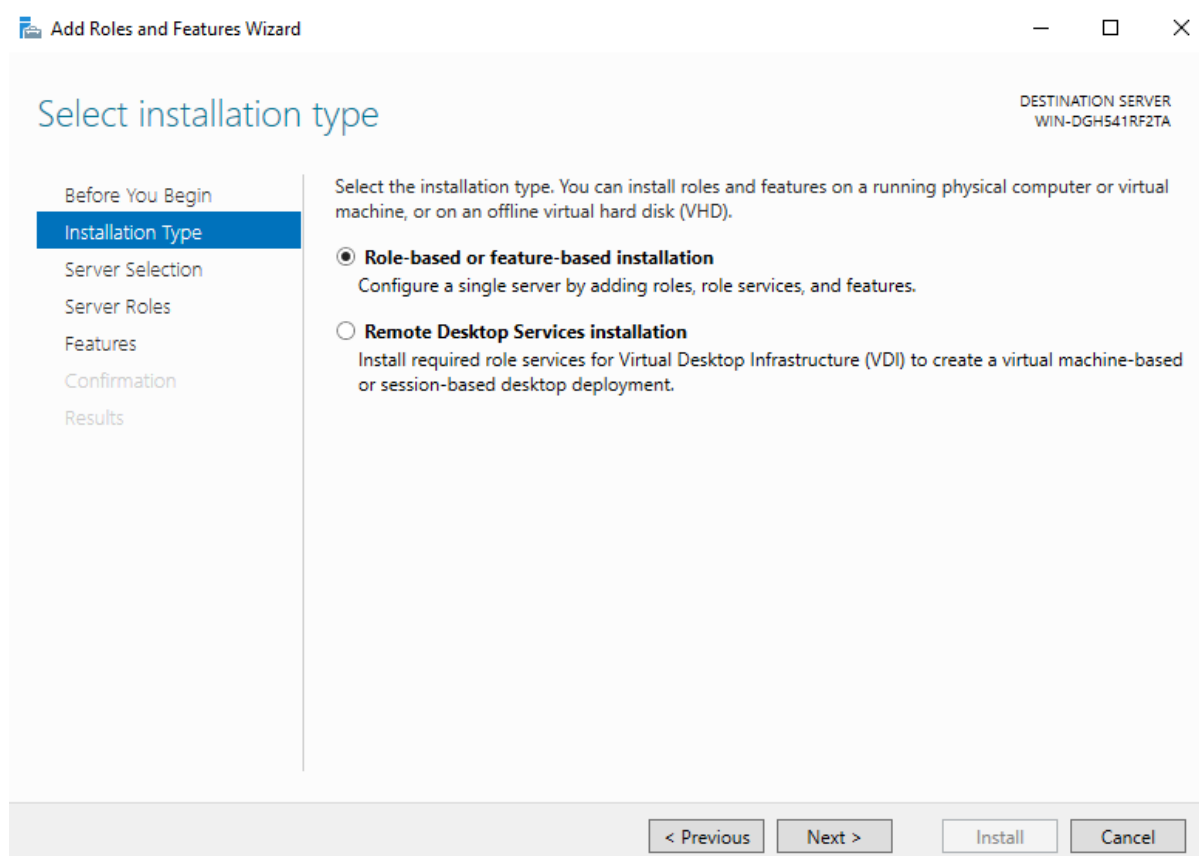 Add Roles and Features Wizard
Select installation type
DESTINATION SERVER
WIN-DGH541RF2TA
Before You Begin
Installation Type
Server Selection
Server Roles
Features
Confirmation
Results
Select the installation type. You can install roles and features on a running physical computer or virtual
machine, or on an offline virtual hard disk (VHD).
Role-based or feature-based installation
Configure a single server by adding roles, role services, and features.
Remote Desktop Services installation
Install required role services for Virtual Desktop Infrastructure (VDI) to create a virtual machine-based
or session-based desktop deployment.
< Previous
Next >
Install
Cancel